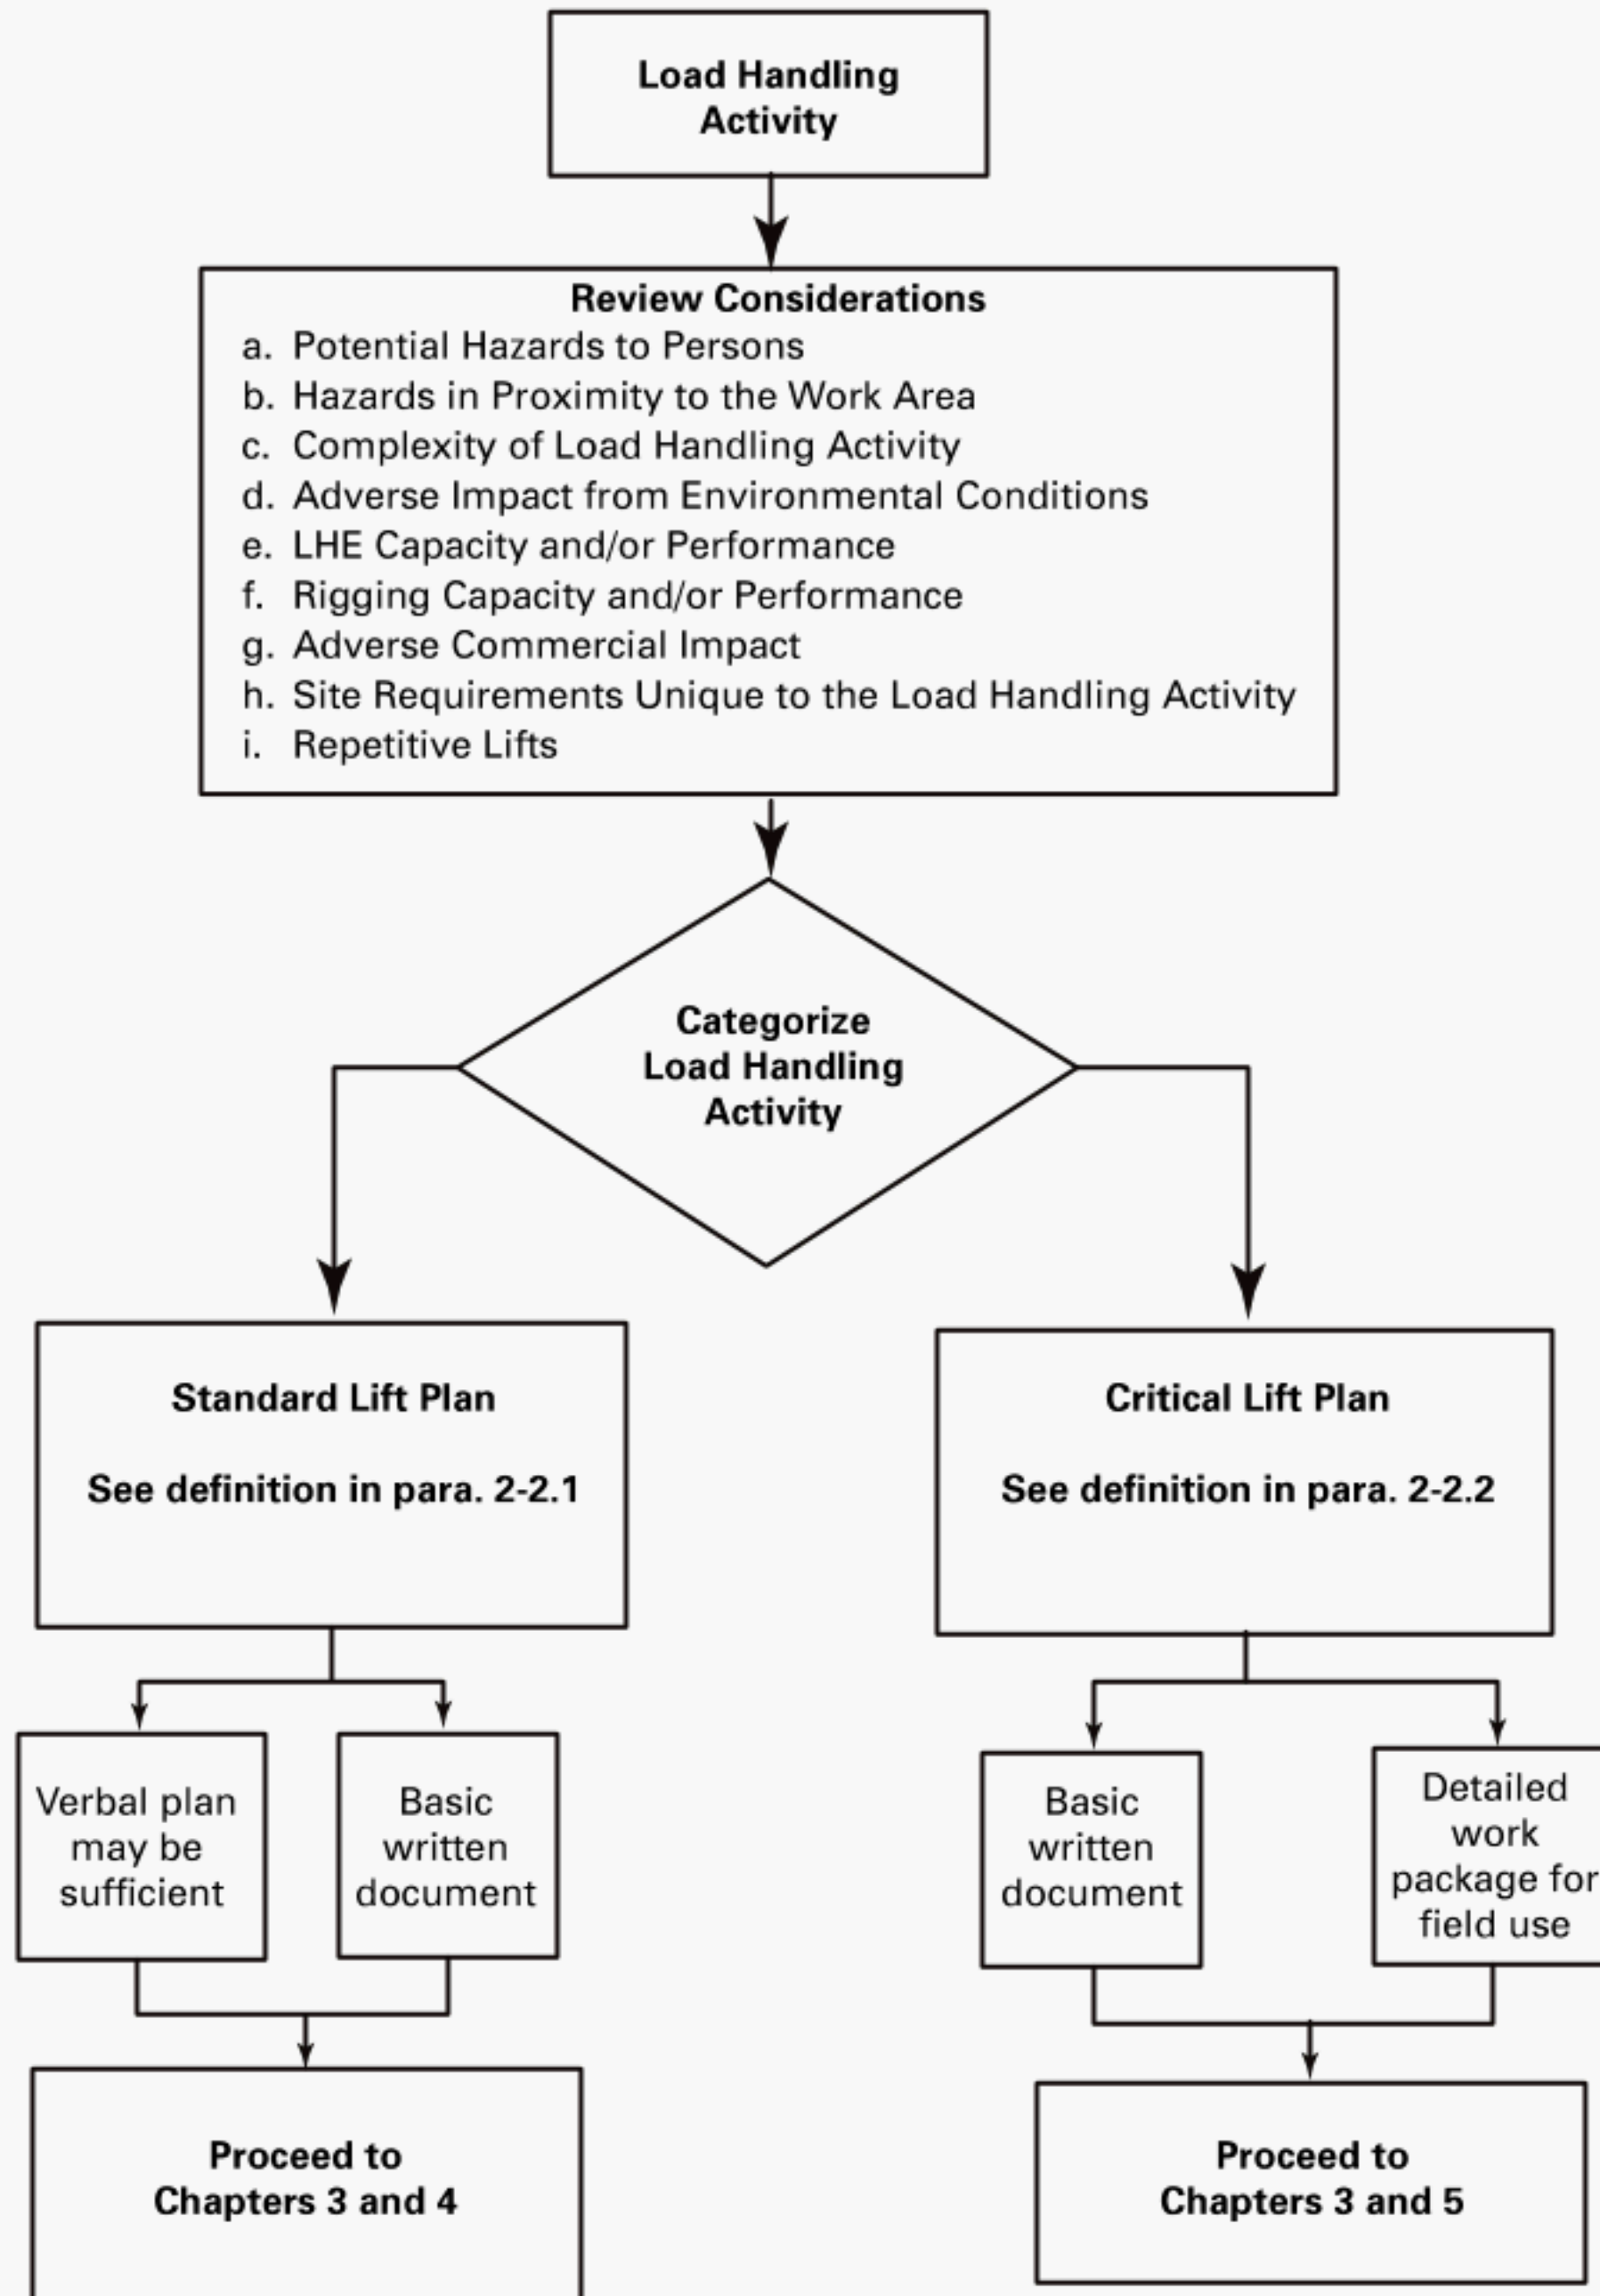 Load Handling
Activity
Review Considerations
a. Potential Hazards to Persons
b. Hazards in Proximity to the Work Area
c. Complexity of Load Handling Activity
d. Adverse Impact from Environmental Conditions
e. LHE Capacity and/or Performance
f. Rigging Capacity and/or Performance
g. Adverse Commercial Impact
h. Site Requirements Unique to the Load Handling Activity
i. Repetitive Lifts
Categorize
Load Handling
Activity
Standard Lift Plan
See definition in para. 2-2.1
Critical Lift Plan
See definition in para. 2-2.2
Verbal plan
may be
sufficient
Basic
written
document
Basic
written
document
Detailed
work
package for
field use
Proceed to
Chapters 3 and 4
Proceed to
Chapters 3 and 5